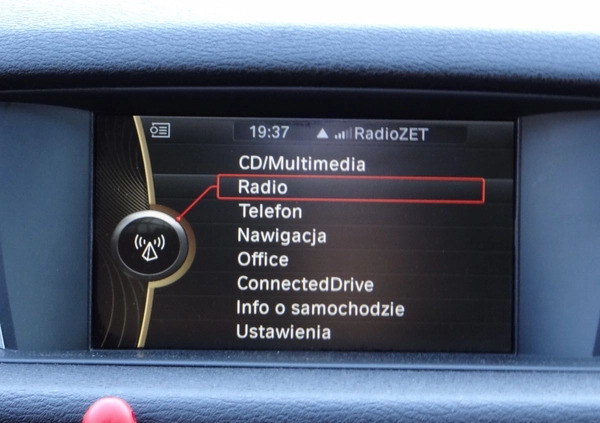 19:37 RadioZET
CD/Multimedia
Radio
Telefon
Nawigacja
Office
ConnectedDrive
Info o samochodzie
Ustawienia